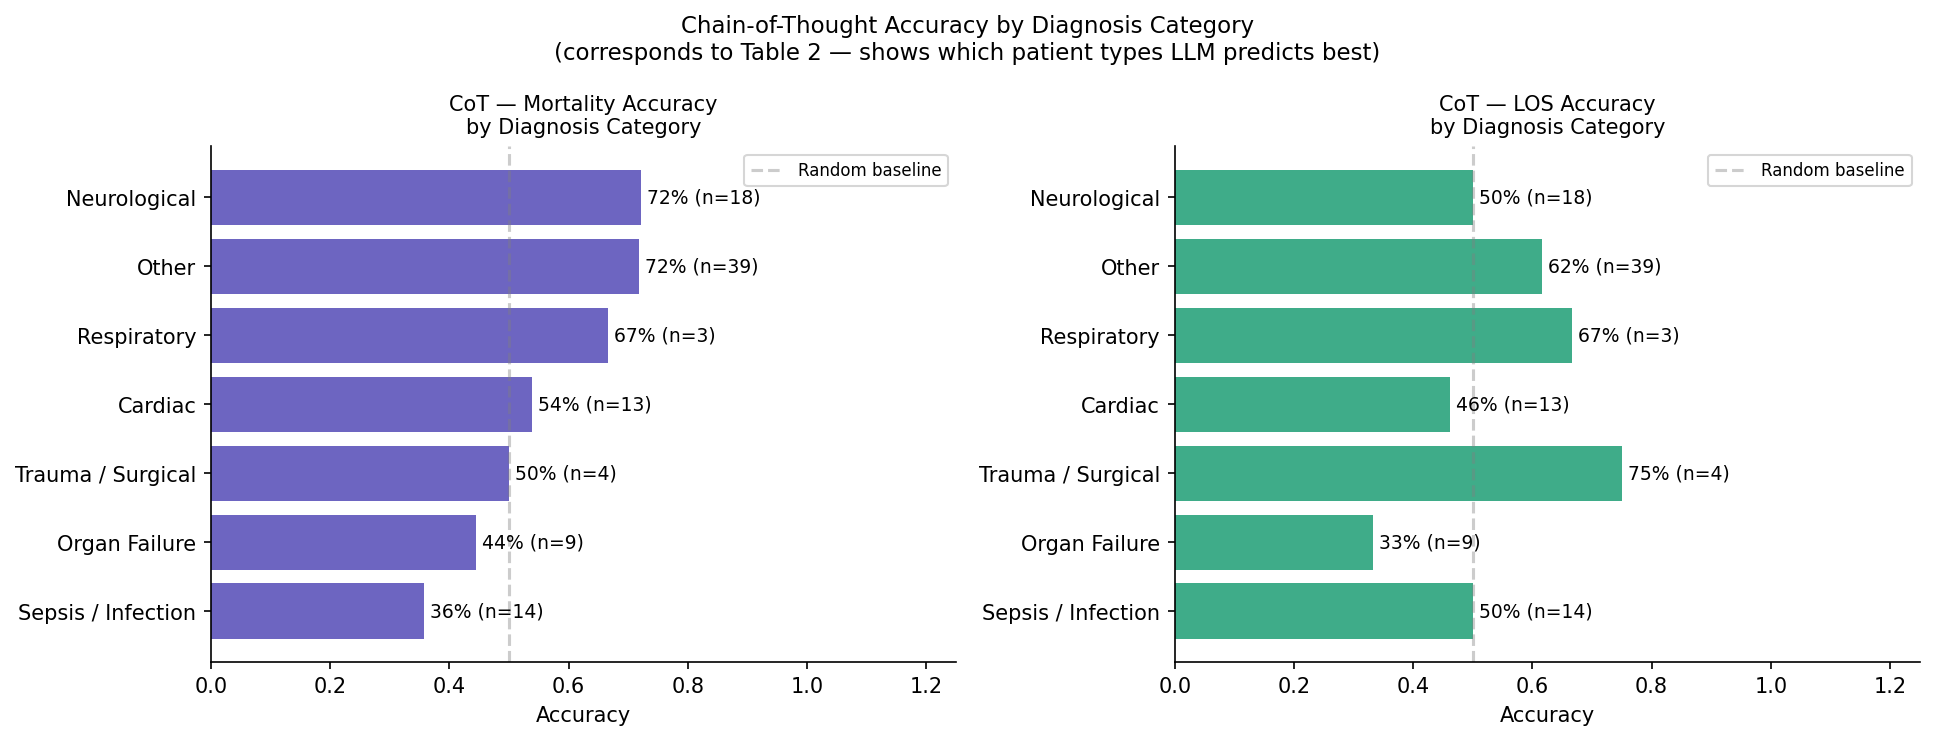 Chain-of-Thought Accuracy by Diagnosis Category
(corresponds to Table 2 — shows which patient types LLM predicts best)
CoT — Mortality Accuracy
by Diagnosis Category
Random baseline
Neurological
72% (n=18)
Other
72% (n=39)
Respiratory
67% (n=3)
Cardiac
54% (n=13)
Trauma / Surgical
50% (n=4)
Organ Failure
44% (n=9)
Sepsis / Infection
36% (n=14)
0.0 0.2 0.4 0.6 0.8 1.0 1.2
Accuracy
CoT — LOS Accuracy
by Diagnosis Category
Random baseline
Neurological
50% (n=18)
Other
62% (n=39)
Respiratory
67% (n=3)
Cardiac
46% (n=13)
Trauma / Surgical
75% (n=4)
Organ Failure
33% (n=9)
Sepsis / Infection
50% (n=14)
0.0 0.2 0.4 0.6 0.8 1.0 1.2
Accuracy